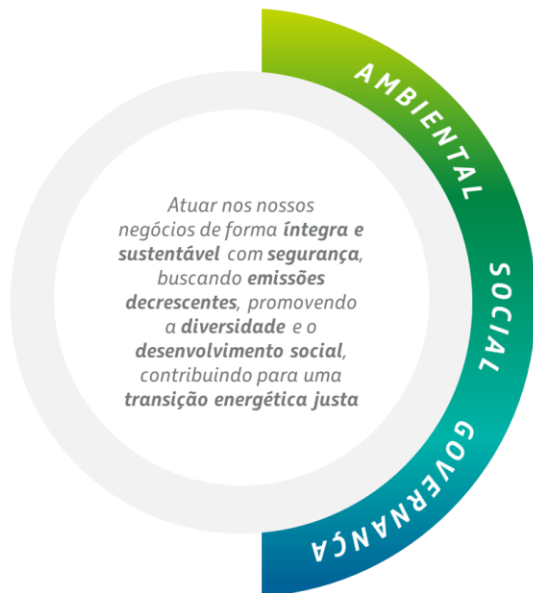 Atuar nos nossos
negócios de forma íntegra e
sustentável com segurança,
buscando emissões
decrescentes, promovendo
a diversidade e o
desenvolvimento social,
contribuindo para uma
transição energética justa
AMBIENTAL
SOCIAL
GOVERNANÇA